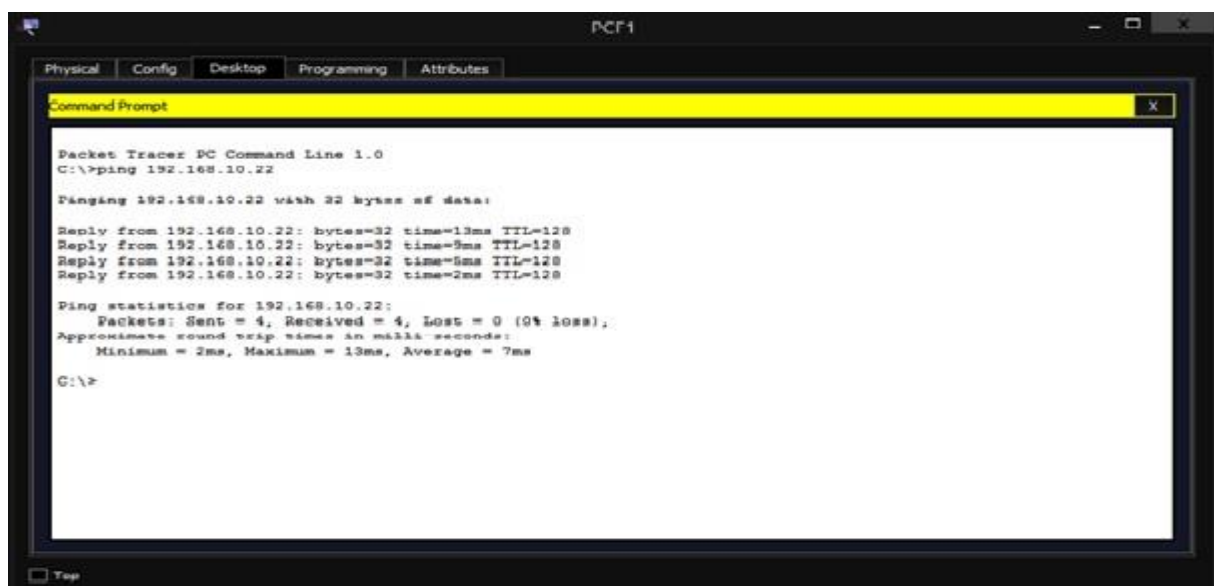 PCF1
Physical Config Desktop Programming Attributes
Command Prompt X
Packet Tracer PC Command Line 1.0
C:\>ping 192.168.10.22
Pinging 192.168.10.22 with 32 bytes of data:
Reply from 192.168.10.22: bytes=32 time=13ms TTL=128
Reply from 192.168.10.22: bytes=32 time=9ms TTL=128
Reply from 192.168.10.22: bytes=32 time=5ms TTL=128
Reply from 192.168.10.22: bytes=32 time=2ms TTL=128
Ping statistics for 192.168.10.22:
Packets: Sent = 4, Received = 4, Lost = 0 (0% loss),
Approximate round trip times in milli-seconds:
Minimum = 2ms, Maximum = 13ms, Average = 7ms
C:\>
Top